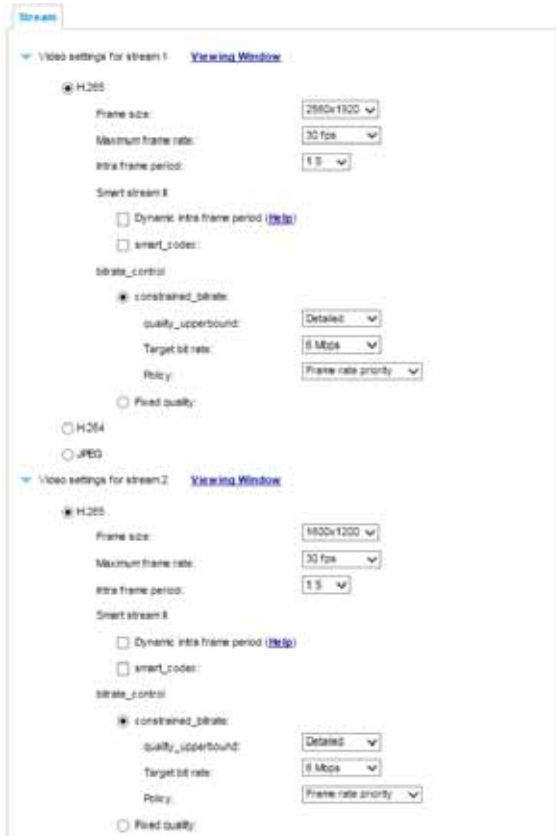 Stream
Video settings for stream 1 Viewing Window
H.265
Frame size: 2560x1920
Maximum frame rate: 30 fps
Intra frame period: 1 S
Smart stream II
Dynamic intra frame period (Help)
smart_codec:
bitrate_control
constrained_bitrate:
quality_upperbound: Detailed
Target bit rate: 6 Mbps
Policy: Frame rate priority
Fixed quality:
H.264
JPEG
Video settings for stream 2 Viewing Window
H.265
Frame size: 1600x1200
Maximum frame rate: 30 fps
Intra frame period: 1 S
Smart stream II
Dynamic intra frame period (Help)
smart_codec:
bitrate_control
constrained_bitrate:
quality_upperbound: Detailed
Target bit rate: 6 Mbps
Policy: Frame rate priority
Fixed quality: